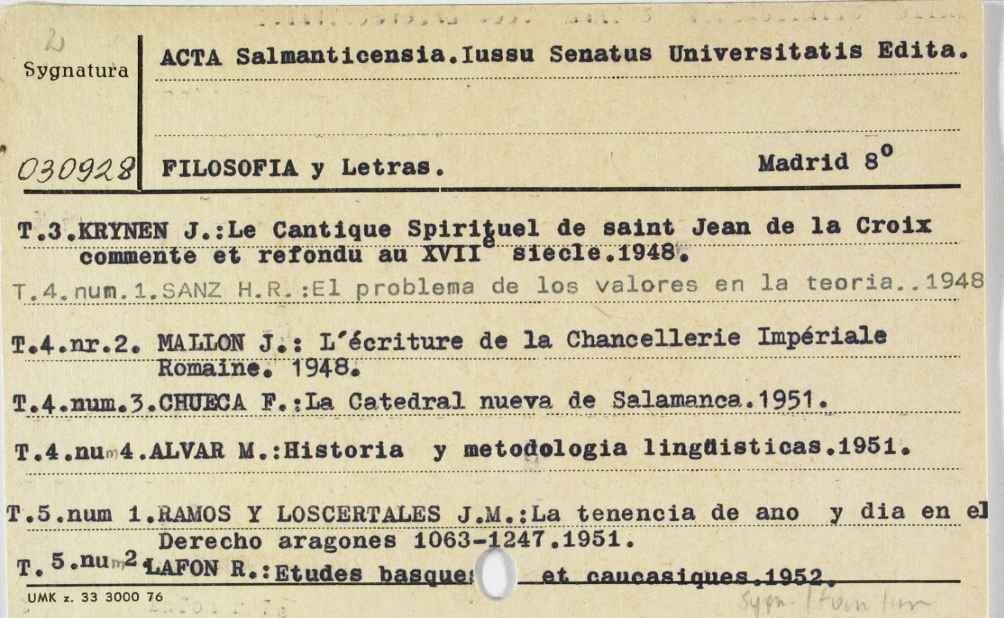 2
Sygnatura
ACTA Salmanticensia.Iussu Senatus Universitatis Edita.
030928
FILOSOFIA y Letras. Madrid 8º
T.3.KRYNEN J.:Le Cantique Spirituel de saint Jean de la Croix
commente et refondu au XVIIe siecle.1948.
T.4.num.1.SANZ H.R.:El problema de los valores en la teoria..1948
T.4.nr.2. MALLON J.: L'écriture de la Chancellerie Impériale
Romaine. 1948.
T.4.num.3.CHUECA F.:La Catedral nueva de Salamanca.1951.
T.4.num4.ALVAR M.:Historia y metodologia lingüisticas.1951.
T.5.num 1.RAMOS Y LOSCERTALES J.M.:La tenencia de ano y dia en el
Derecho aragones 1063-1247.1951.
T.5.num2.LAFON R.:Etudes basques et caucasiques.1952.
UMK z. 33 3000 76